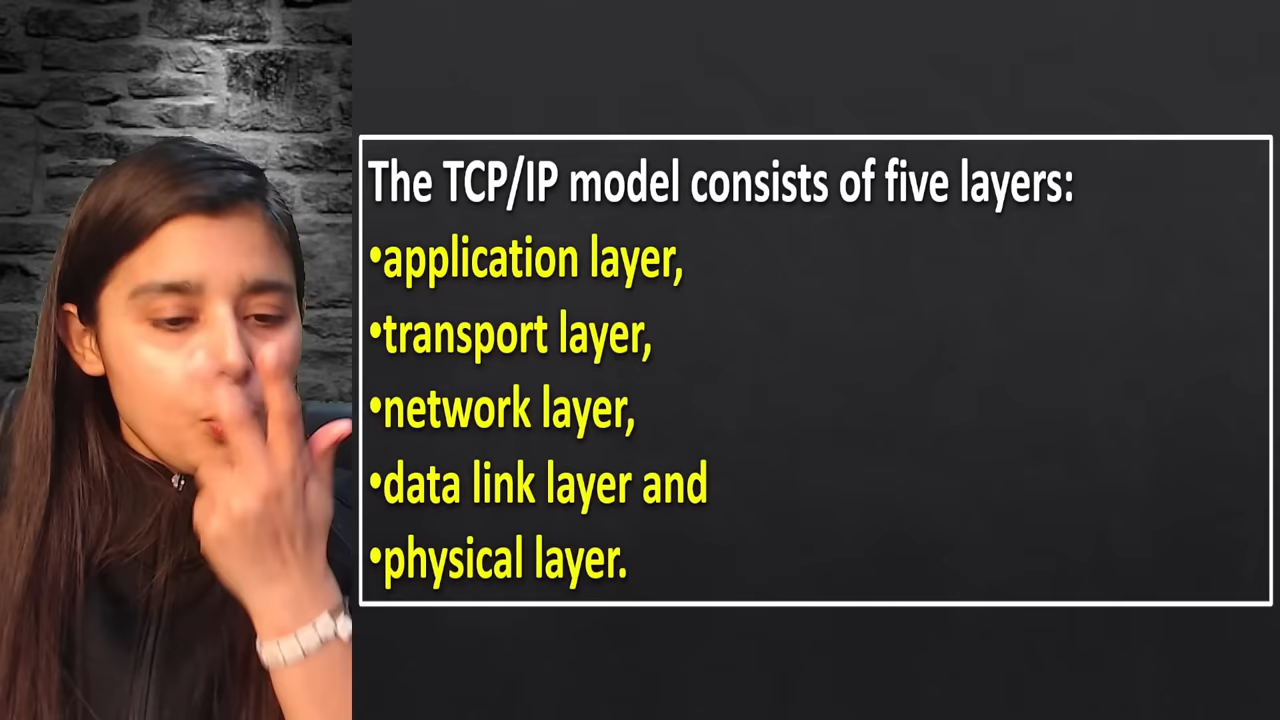 The TCP/IP model consists of five layers:
•application layer,
•transport layer,
•network layer,
•data link layer and
•physical layer.